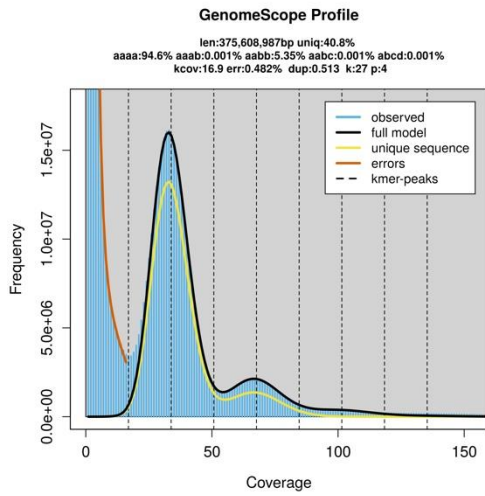 GenomeScope Profile
len:375,608,987bp uniq:40.8%
aaaa:94.6% aaab:0.001% aabb:5.35% aabc:0.001% abcd:0.001%
kcov:16.9 err:0.482% dup:0.513 k:27 p:4
observed
full model
unique sequence
errors
kmer-peaks
Frequency
1.5e+07
1.0e+07
5.0e+06
0.0e+00
0 50 100 150
Coverage